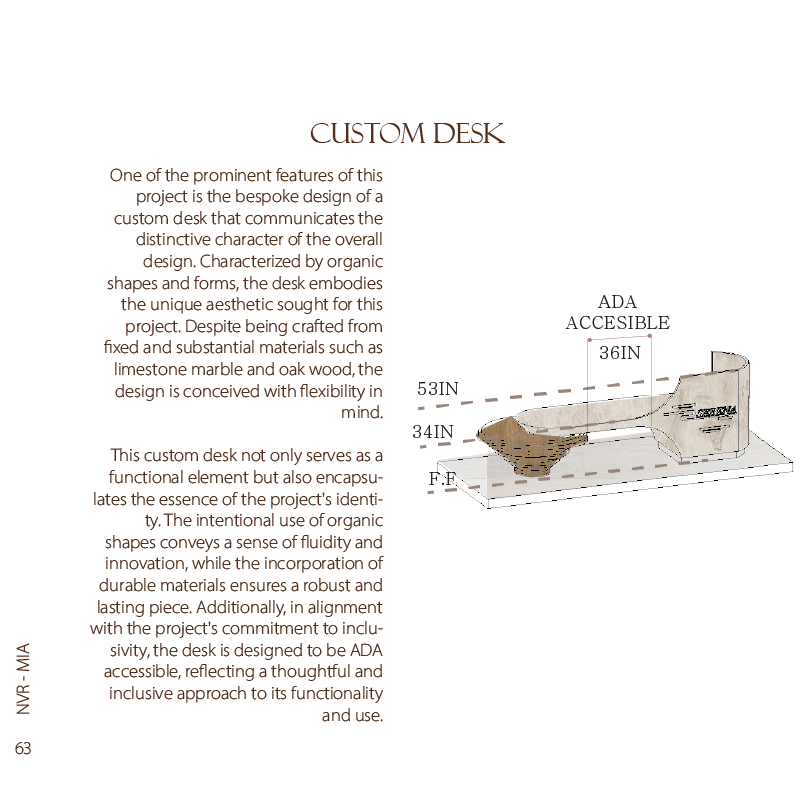 CUSTOM DESK
One of the prominent features of this
project is the bespoke design of a
custom desk that communicates the
distinctive character of the overall
design. Characterized by organic
shapes and forms, the desk embodies
the unique aesthetic sought for this
project. Despite being crafted from
fixed and substantial materials such as
limestone marble and oak wood, the
design is conceived with flexibility in
mind.
This custom desk not only serves as a
functional element but also encapsu-
lates the essence of the project's identi-
ty. The intentional use of organic
shapes conveys a sense of fluidity and
innovation, while the incorporation of
durable materials ensures a robust and
lasting piece. Additionally, in alignment
with the project's commitment to inclu-
sivity, the desk is designed to be ADA
accessible, reflecting a thoughtful and
inclusive approach to its functionality
and use.
ADA
ACCESIBLE
36IN
53IN
34IN
F.F
NVR - MIA
63